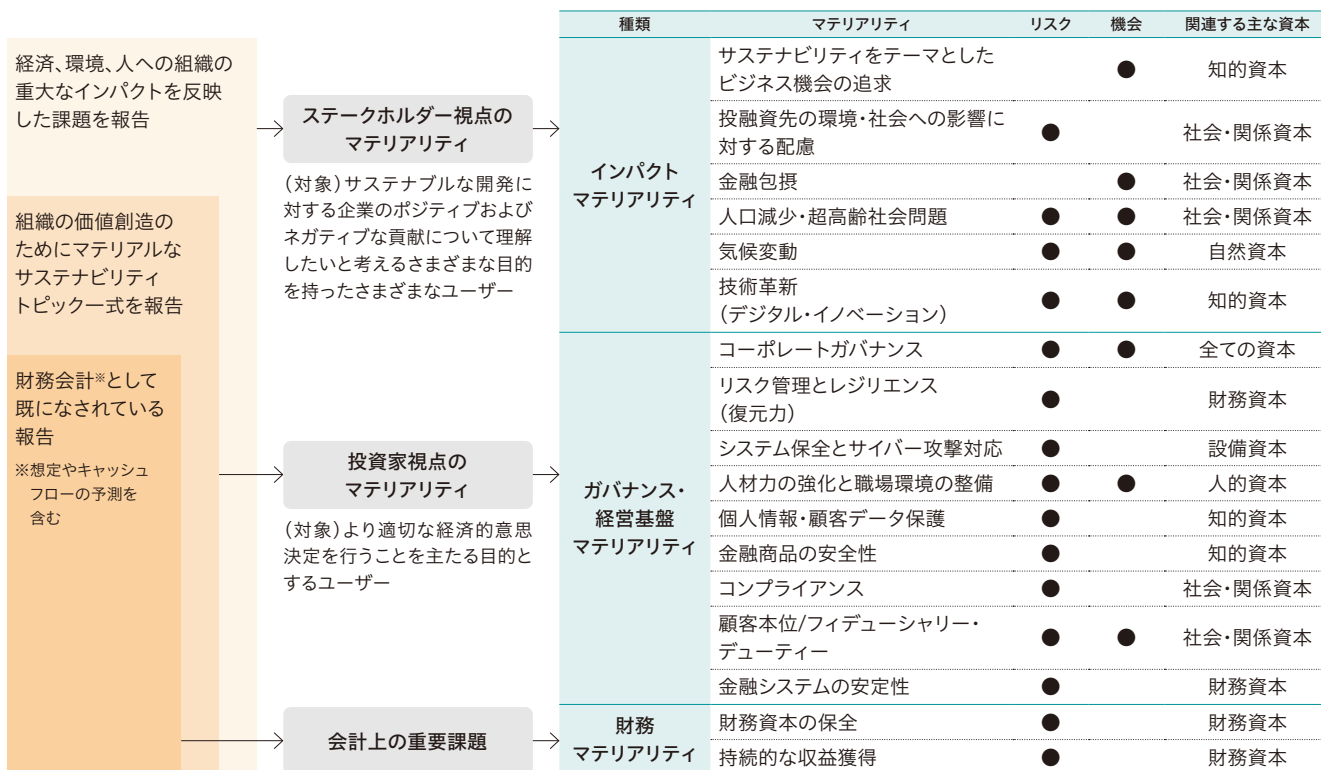 経済、環境、人への組織の
重大なインパクトを反映
した課題を報告
組織の価値創造の
ためにマテリアルな
サステナビリティ
トピック一式を報告
財務会計※として
既になされている
報告
※想定やキャッシュ
フローの予測を
含む
ステークホルダー視点の
マテリアリティ
（対象）サステナブルな開発に
対する企業のポジティブおよび
ネガティブな貢献について理解
したいと考えるさまざまな目的
を持ったさまざまなユーザー
投資家視点の
マテリアリティ
（対象）より適切な経済的意思
決定を行うことを主たる目的と
するユーザー
会計上の重要課題
種類 マテリアリティ リスク 機会 関連する主な資本
インパクト
マテリアリティ
サステナビリティをテーマとした
ビジネス機会の追求
● 知的資本
投融資先の環境・社会への影響に
対する配慮
● 社会・関係資本
金融包摂 ● 社会・関係資本
人口減少・超高齢社会問題 ● ● 社会・関係資本
気候変動 ● ● 自然資本
技術革新
（デジタル・イノベーション）
● ● 知的資本
ガバナンス・
経営基盤
マテリアリティ
コーポレートガバナンス ● ● 全ての資本
リスク管理とレジリエンス
（復元力）
● 財務資本
システム保全とサイバー攻撃対応 ● 設備資本
人材力の強化と職場環境の整備 ● ● 人的資本
個人情報・顧客データ保護 ● 知的資本
金融商品の安全性 ● 知的資本
コンプライアンス ● 社会・関係資本
顧客本位/フィデューシャリー・
デューティー
● ● 社会・関係資本
金融システムの安定性 ● 財務資本
財務
マテリアリティ
財務資本の保全 ● 財務資本
持続的な収益獲得 ● 財務資本